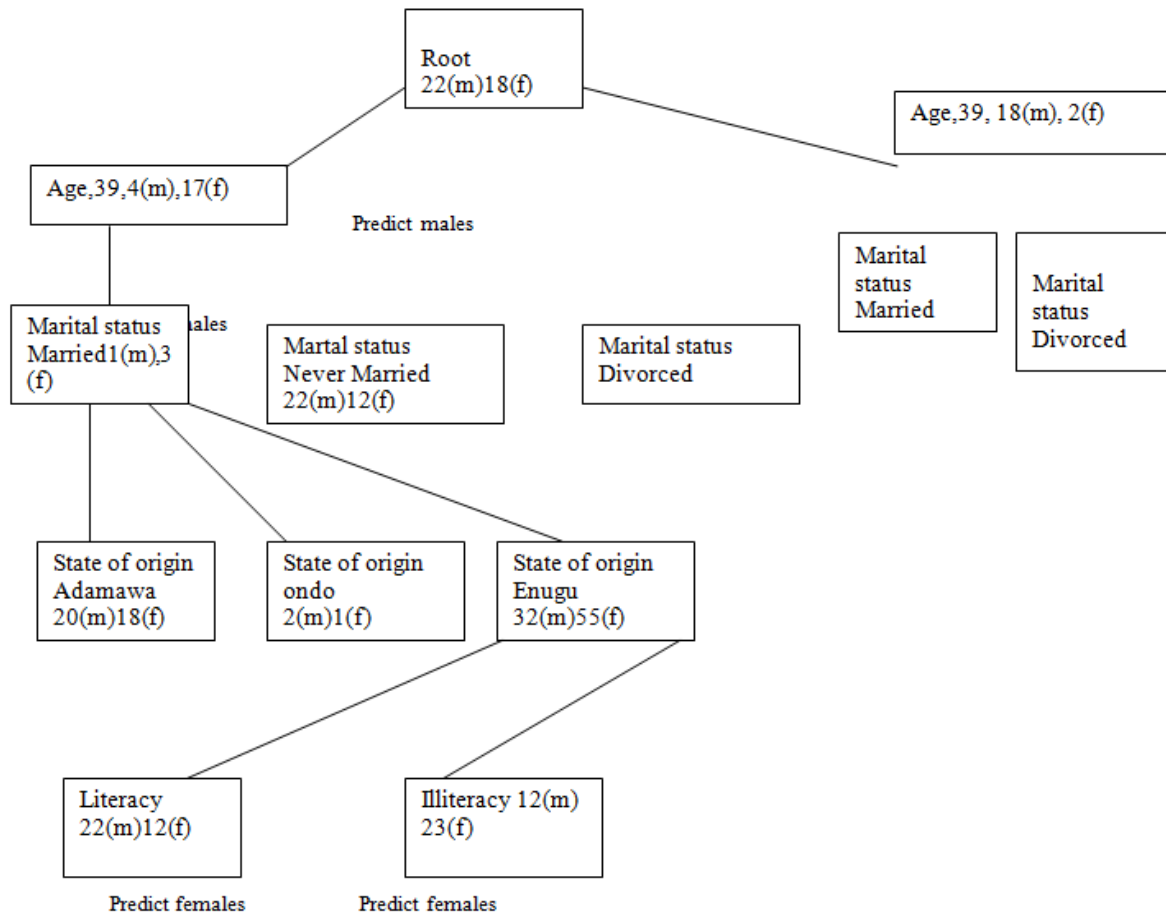 Root
22(m)18(f)
Age,39, 18(m), 2(f)
Age,39,4(m),17(f)
Predict males
Marital
status
Married
Marital
status
Divorced
Marital status
Married1(m),3
(f)
Martal status
Never Married
22(m)12(f)
Marital status
Divorced
State of origin
Adamawa
20(m)18(f)
State of origin
ondo
2(m)1(f)
State of origin
Enugu
32(m)55(f)
Literacy
22(m)12(f)
Illiteracy 12(m)
23(f)
Predict females
Predict females